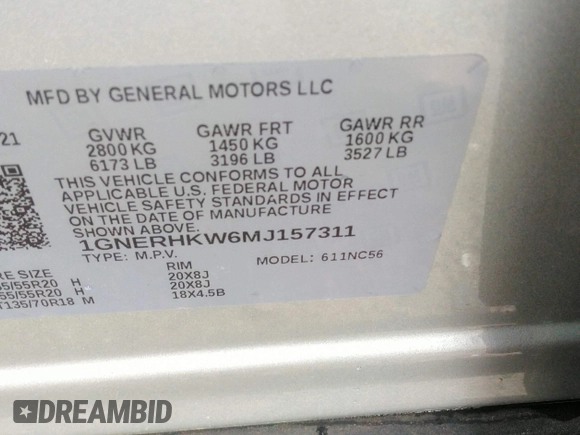 MFD BY GENERAL MOTORS LLC
21 GVWR GAWR FRT GAWR RR
2800 KG 1450 KG 1600 KG
6173 LB 3196 LB 3527 LB
THIS VEHICLE CONFORMS TO ALL
APPLICABLE U.S. FEDERAL MOTOR
VEHICLE SAFETY STANDARDS IN EFFECT
ON THE DATE OF MANUFACTURE
SHOWN ABOVE.
1GNERHKW6MJ157311
TYPE: M.P.V. MODEL: 611NC56
RE SIZE RIM
55/55R20 H 20X8J
55/55R20 H 20X8J
T135/70R18 M 18X4.5B
DREAMBID